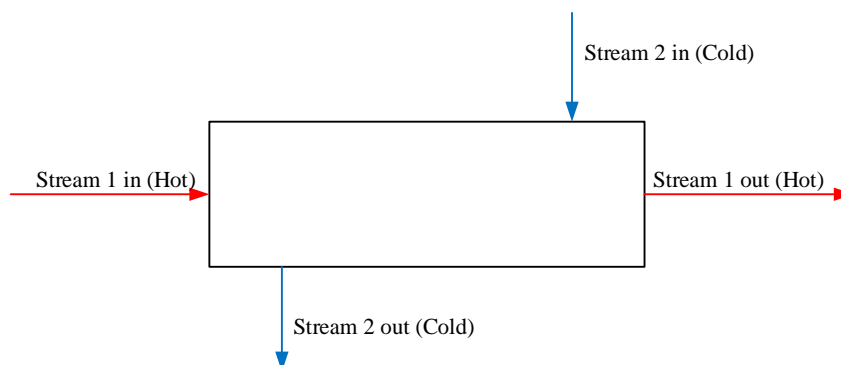 Stream 2 in (Cold)
Stream 1 in (Hot)
Stream 1 out (Hot)
Stream 2 out (Cold)